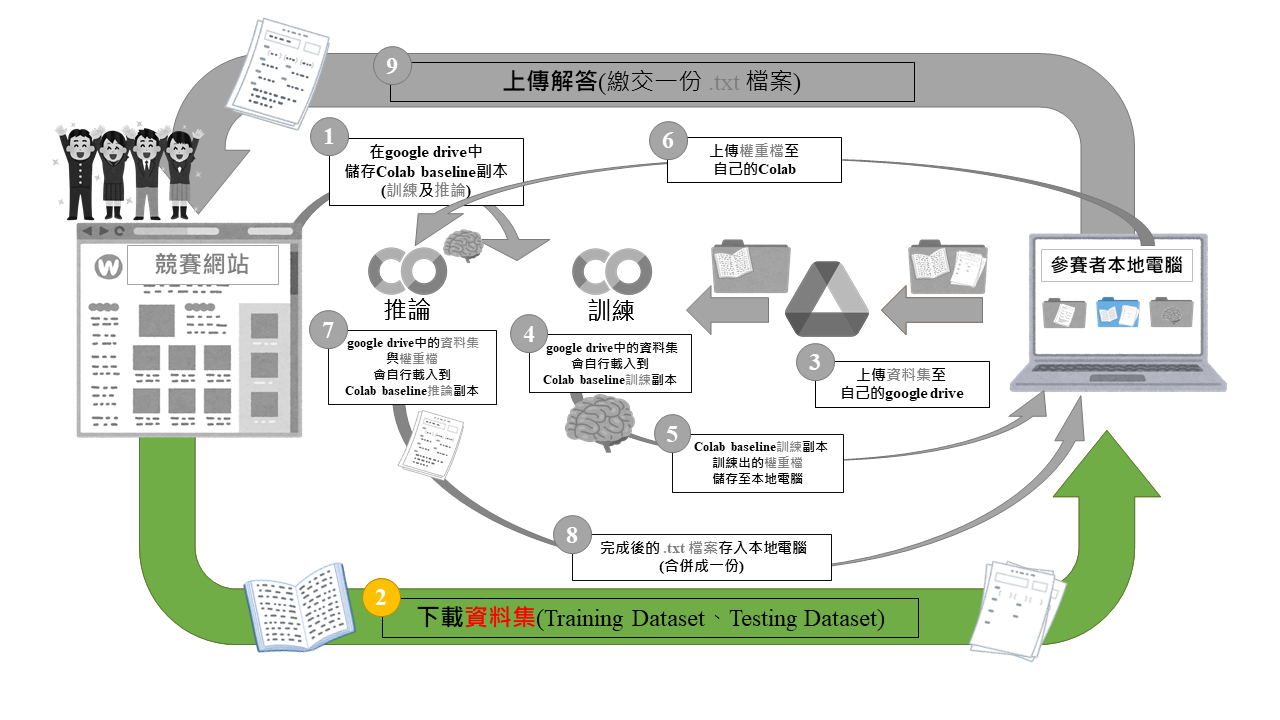 9
上傳解答(繳交一份 .txt 檔案)
1
在google drive中
儲存Colab baseline副本
(訓練及推論)
6
上傳權重檔至
自己的Colab
W
競賽網站
參賽者本地電腦
推論
訓練
7
google drive中的資料集
與權重檔
會自行載入到
Colab baseline推論副本
4
google drive中的資料集
會自行載入到
Colab baseline訓練副本
3
上傳資料集至
自己的google drive
5
Colab baseline訓練副本
訓練出的權重檔
儲存至本地電腦
8
完成後的 .txt 檔案存入本地電腦
(合併成一份)
2
下載資料集(Training Dataset、Testing Dataset)